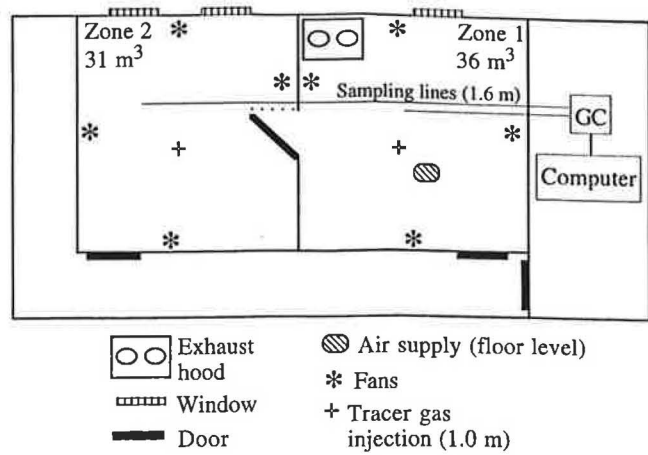 Zone 2
31 m³
Zone 1
36 m³
Sampling lines (1.6 m)
GC
Computer
Exhaust
hood
Window
Door
Air supply (floor level)
Fans
Tracer gas
injection (1.0 m)